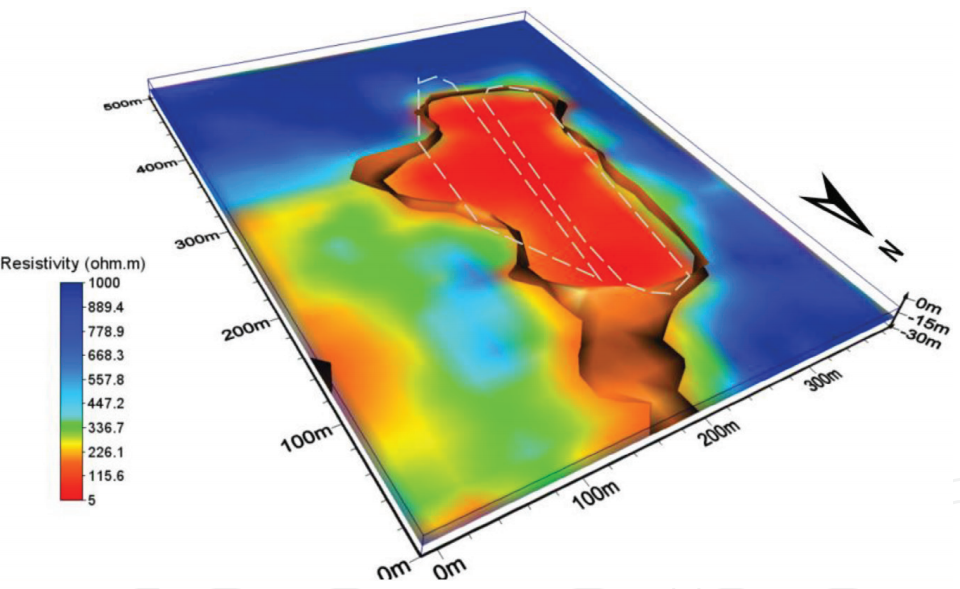 500m
400m
300m
200m
100m
0m
0m
100m
200m
300m
0m
-15m
-30m
N
Resistivity (ohm.m)
1000
889.4
778.9
668.3
557.8
447.2
336.7
226.1
115.6
5